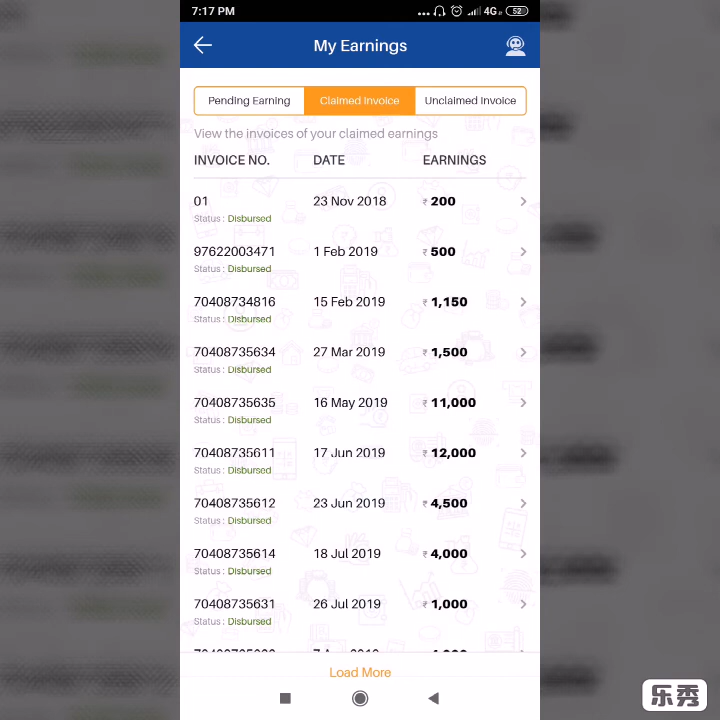 7:17 PM 4G 52
My Earnings
Pending Earning Claimed Invoice Unclaimed Invoice
View the invoices of your claimed earnings
INVOICE NO. DATE EARNINGS
01 23 Nov 2018 ₹ 200
Status : Disbursed
97622003471 1 Feb 2019 ₹ 500
Status : Disbursed
70408734816 15 Feb 2019 ₹ 1,150
Status : Disbursed
70408735634 27 Mar 2019 ₹ 1,500
Status : Disbursed
70408735635 16 May 2019 ₹ 11,000
Status : Disbursed
70408735611 17 Jun 2019 ₹ 12,000
Status : Disbursed
70408735612 23 Jun 2019 ₹ 4,500
Status : Disbursed
70408735614 18 Jul 2019 ₹ 4,000
Status : Disbursed
70408735631 26 Jul 2019 ₹ 1,000
Status : Disbursed
Load More
乐秀